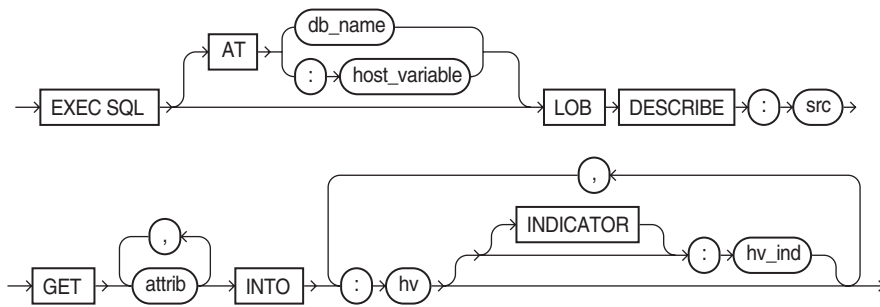 db_name
AT
: host_variable
EXEC SQL LOB DESCRIBE : src
,
INDICATOR
, : hv_ind
GET attrib INTO : hv